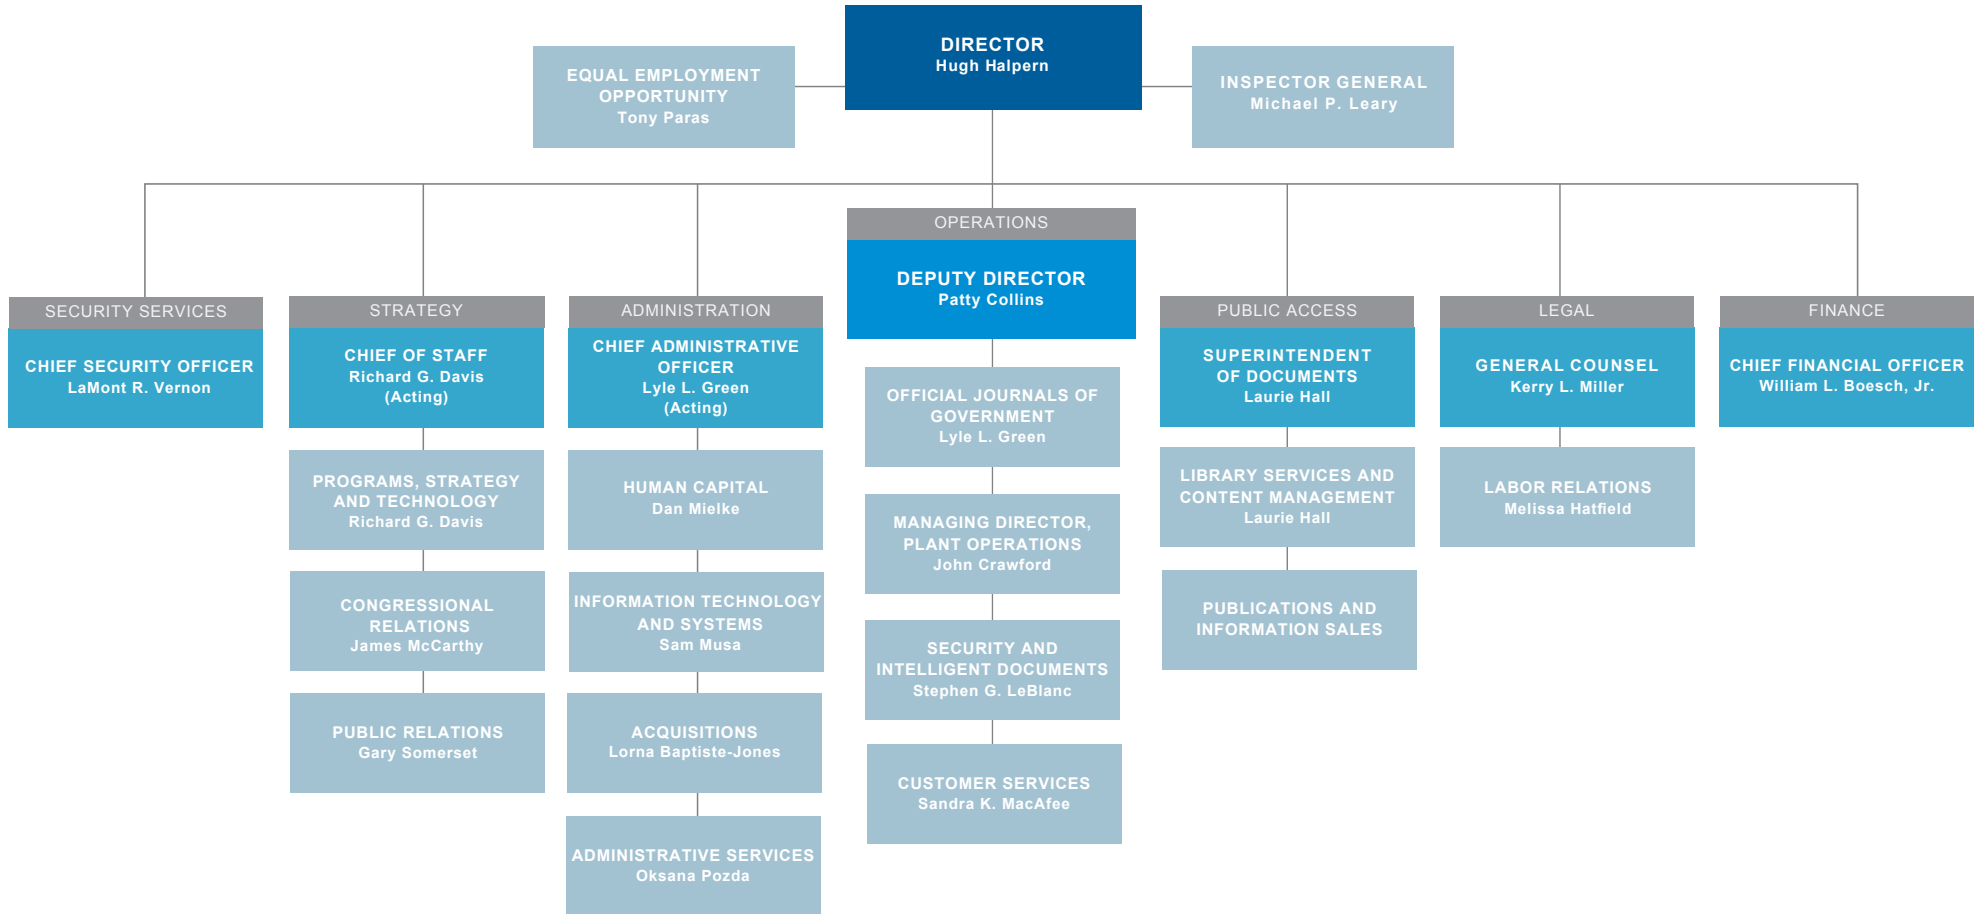 DIRECTOR
Hugh Halpern
EQUAL EMPLOYMENT
OPPORTUNITY
Tony Paras
INSPECTOR GENERAL
Michael P. Leary
SECURITY SERVICES
CHIEF SECURITY OFFICER
LaMont R. Vernon
STRATEGY
CHIEF OF STAFF
Richard G. Davis
(Acting)
PROGRAMS, STRATEGY
AND TECHNOLOGY
Richard G. Davis
CONGRESSIONAL
RELATIONS
James McCarthy
PUBLIC RELATIONS
Gary Somerset
ADMINISTRATION
CHIEF ADMINISTRATIVE
OFFICER
Lyle L. Green
(Acting)
HUMAN CAPITAL
Dan Mielke
INFORMATION TECHNOLOGY
AND SYSTEMS
Sam Musa
ACQUISITIONS
Lorna Baptiste-Jones
ADMINISTRATIVE SERVICES
Oksana Pozda
OPERATIONS
DEPUTY DIRECTOR
Patty Collins
OFFICIAL JOURNALS OF
GOVERNMENT
Lyle L. Green
MANAGING DIRECTOR,
PLANT OPERATIONS
John Crawford
SECURITY AND
INTELLIGENT DOCUMENTS
Stephen G. LeBlanc
CUSTOMER SERVICES
Sandra K. MacAfee
PUBLIC ACCESS
SUPERINTENDENT
OF DOCUMENTS
Laurie Hall
LIBRARY SERVICES AND
CONTENT MANAGEMENT
Laurie Hall
PUBLICATIONS AND
INFORMATION SALES
LEGAL
GENERAL COUNSEL
Kerry L. Miller
LABOR RELATIONS
Melissa Hatfield
FINANCE
CHIEF FINANCIAL OFFICER
William L. Boesch, Jr.